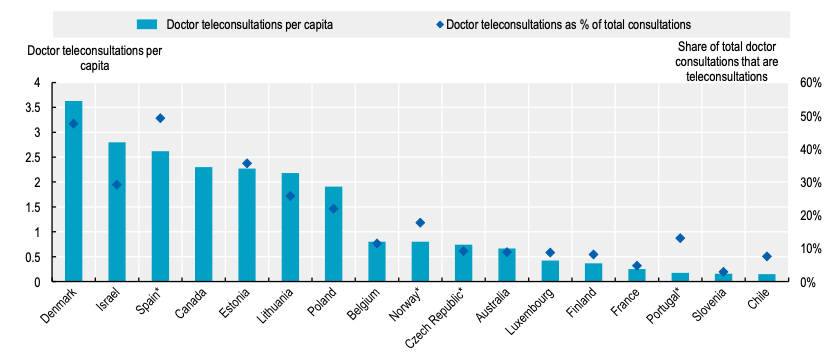 Doctor teleconsultations per capita
Doctor teleconsultations as % of total consultations
Doctor teleconsultations per
capita
Share of total doctor
consultations that are
teleconsultations
4
3.5
3
2.5
2
1.5
1
0.5
0
60%
50%
40%
30%
20%
10%
0%
Denmark
Israel
Spain*
Canada
Estonia
Lithuania
Poland
Belgium
Norway*
Czech Republic*
Australia
Luxembourg
Finland
France
Portugal*
Slovenia
Chile